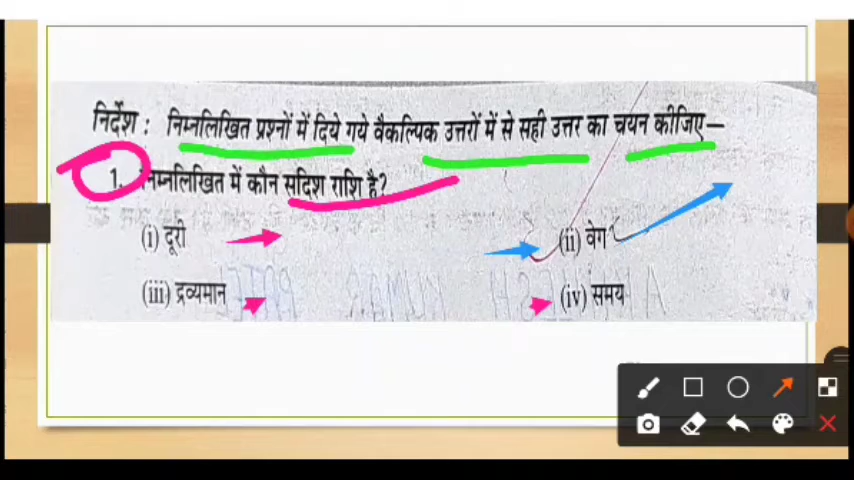 निर्देश : निम्नलिखित प्रश्नों में दिये गये वैकल्पिक उत्तरों में से सही उत्तर का चयन कीजिए–
1. निम्नलिखित में कौन सदिश राशि है?
(i) दूरी (ii) वेग
(iii) द्रव्यमान (iv) समय